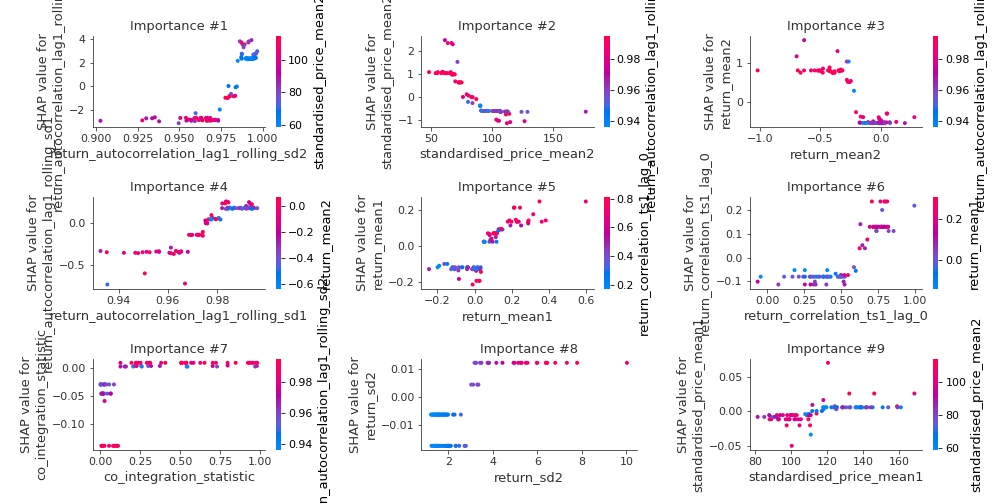 Importance #1
SHAP value for
return_autocorrelation_lag1_rolling_sd2
4
2
0
−2
0.900
0.925
0.950
0.975
1.000
return_autocorrelation_lag1_rolling_sd2
100
80
60
standardised_price_mean2
Importance #2
SHAP value for
standardised_price_mean2
2
1
0
−1
50
100
150
standardised_price_mean2
0.98
0.96
0.94
Importance #3
SHAP value for
return_mean2
1
0
−1.0
−0.5
0.0
return_mean2
0.98
0.96
0.94
Importance #4
SHAP value for
return_autocorrelation_lag1_rolling_sd1
0.0
−0.5
0.94
0.96
0.98
return_autocorrelation_lag1_rolling_sd1
0.0
−0.2
−0.4
−0.6
return_mean2
Importance #5
SHAP value for
return_mean1
0.2
0.0
−0.2
−0.2
0.0
0.2
0.4
0.6
return_mean1
0.8
0.6
0.4
0.2
return_correlation_ts1_lag_0
Importance #6
SHAP value for
return_correlation_ts1_lag_0
0.2
0.1
0.0
−0.1
0.00
0.25
0.50
0.75
1.00
return_correlation_ts1_lag_0
0.2
0.0
return_mean1
Importance #7
SHAP value for
co_integration_statistic
0.00
−0.05
−0.10
0.00
0.25
0.50
0.75
1.00
co_integration_statistic
0.98
0.96
0.94
Importance #8
SHAP value for
return_sd2
0.01
0.00
−0.01
2
4
6
8
10
return_sd2
Importance #9
SHAP value for
standardised_price_mean1
0.05
0.00
−0.05
80
100
120
140
160
standardised_price_mean1
100
80
60
standardised_price_mean2